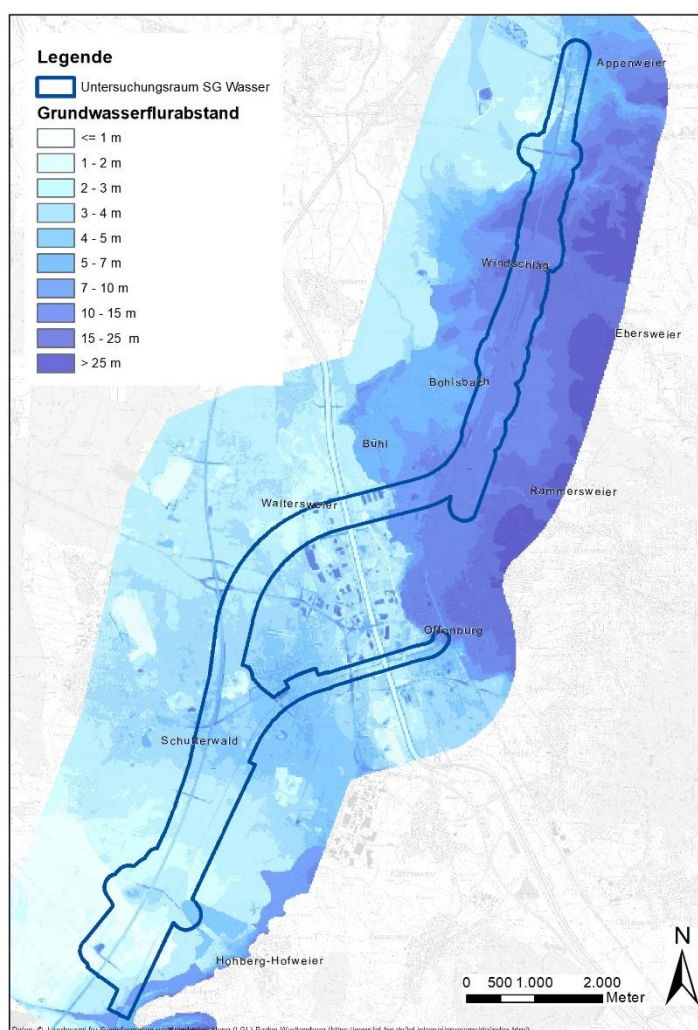 Legende
Untersuchungsraum SG Wasser
Grundwasserflurabstand
<= 1 m
1 - 2 m
2 - 3 m
3 - 4 m
4 - 5 m
5 - 7 m
7 - 10 m
10 - 15 m
15 - 25 m
> 25 m
Appenweier
Windschläg
Ebersweier
Bohlsbach
Bühl
Rammersweier
Waltersweier
Offenburg
Schutterwald
Hohberg-Hofweier
N
0 500 1.000 2.000
Meter